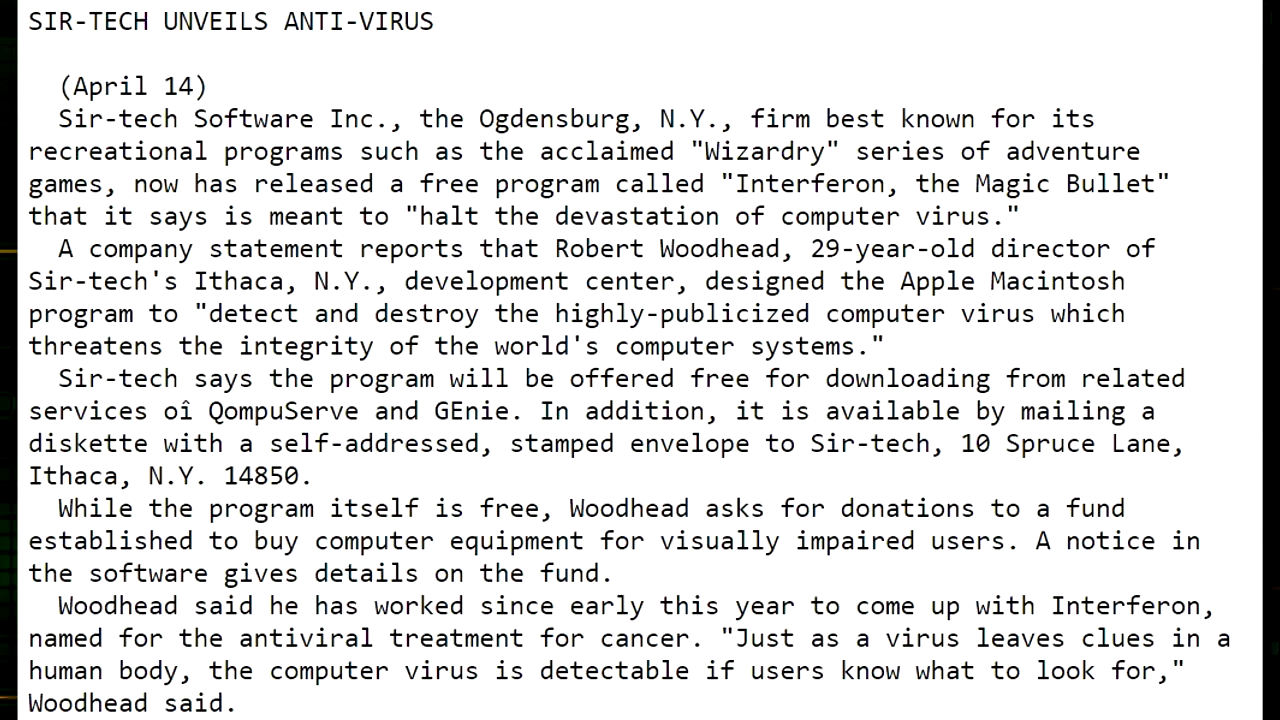 SIR-TECH UNVEILS ANTI-VIRUS
(April 14)
Sir-tech Software Inc., the Ogdensburg, N.Y., firm best known for its
recreational programs such as the acclaimed "Wizardry" series of adventure
games, now has released a free program called "Interferon, the Magic Bullet"
that it says is meant to "halt the devastation of computer virus."
A company statement reports that Robert Woodhead, 29-year-old director of
Sir-tech's Ithaca, N.Y., development center, designed the Apple Macintosh
program to "detect and destroy the highly-publicized computer virus which
threatens the integrity of the world's computer systems."
Sir-tech says the program will be offered free for downloading from related
services oî QompuServe and GEnie. In addition, it is available by mailing a
diskette with a self-addressed, stamped envelope to Sir-tech, 10 Spruce Lane,
Ithaca, N.Y. 14850.
While the program itself is free, Woodhead asks for donations to a fund
established to buy computer equipment for visually impaired users. A notice in
the software gives details on the fund.
Woodhead said he has worked since early this year to come up with Interferon,
named for the antiviral treatment for cancer. "Just as a virus leaves clues in a
human body, the computer virus is detectable if users know what to look for,"
Woodhead said.